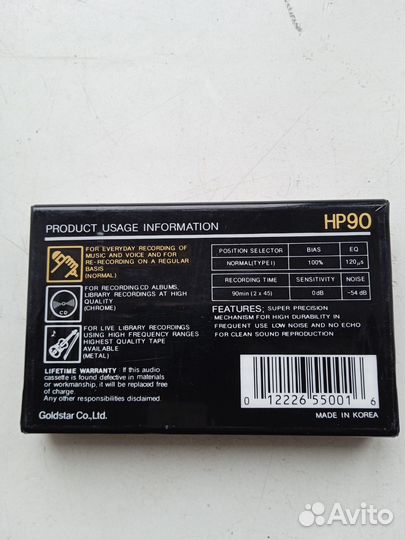 PRODUCT USAGE INFORMATION
HP90
FOR EVERYDAY RECORDING OF
MUSIC AND VOICE AND FOR
RE-RECORDING ON A REGULAR
BASIS
(NORMAL)
CD
FOR RECORDING CD ALBUMS,
LIBRARY RECORDINGS AT HIGH
QUALITY
(CHROME)
FOR LIVE LIBRARY RECORDINGS
USING HIGH FREQUENCY RANGES
HIGHEST QUALITY TAPE
AVAILABLE
(METAL)
LIFETIME WARRANTY : If this audio
cassette is found defective in materials
or workmanship, it will be replaced free
of charge.
Any other responsibilities disclaimed.
Goldstar Co.,Ltd.
POSITION SELECTOR BIAS EQ
NORMAL(TYPE I) 100% 120µs
RECORDING TIME SENSITIVITY NOISE
90min (2 x 45) 0dB -54 dB
FEATURES; SUPER PRECISION
MECHANISM FOR HIGH DURABILITY IN
FREQUENT USE LOW NOISE AND NO ECHO
FOR CLEAN SOUND REPRODUCTION
0 12226 55001 6
MADE IN KOREA
Avito